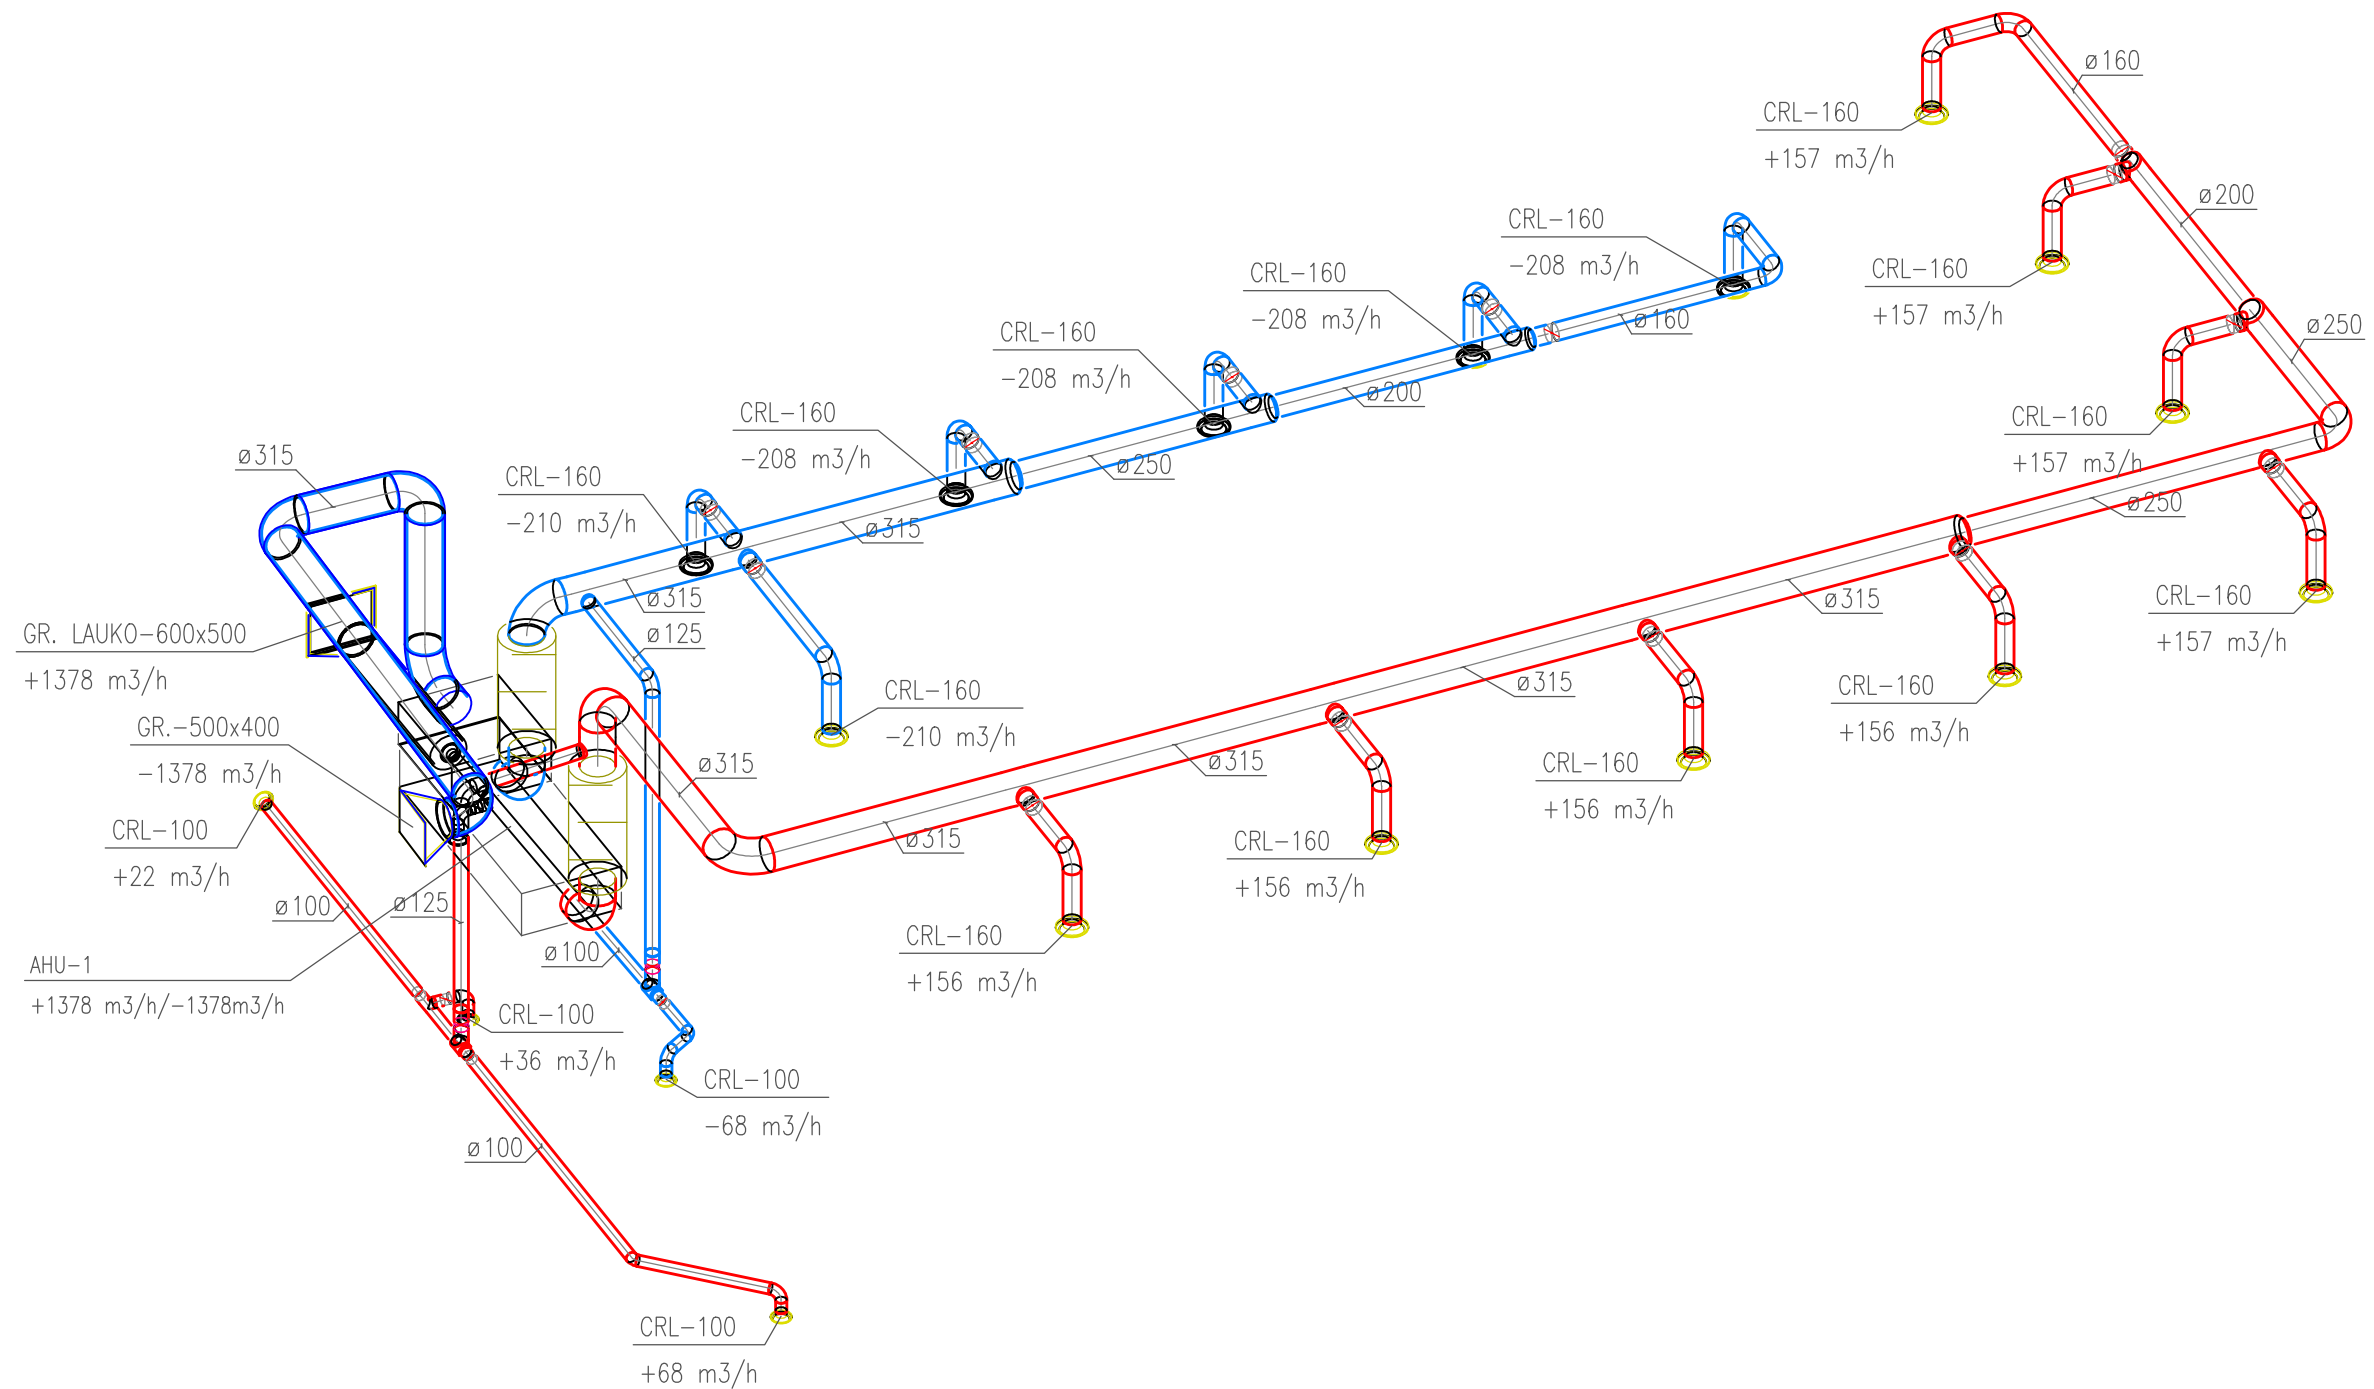 ø160
CRL-160
+157 m3/h
ø200
CRL-160
-208 m3/h
CRL-160
+157 m3/h
CRL-160
-208 m3/h
ø160
ø250
CRL-160
-208 m3/h
ø200
CRL-160
+157 m3/h
CRL-160
-208 m3/h
ø250
ø315
CRL-160
-210 m3/h
ø315
ø250
ø315
ø315
CRL-160
+157 m3/h
ø125
GR. LAUKO-600x500
+1378 m3/h
CRL-160
-210 m3/h
ø315
CRL-160
+156 m3/h
GR.-500x400
-1378 m3/h
ø315
ø315
CRL-160
+156 m3/h
CRL-100
+22 m3/h
ø315
CRL-160
+156 m3/h
ø100
ø125
ø100
CRL-160
+156 m3/h
AHU-1
+1378 m3/h/-1378m3/h
CRL-100
+36 m3/h
CRL-100
-68 m3/h
ø100
CRL-100
+68 m3/h